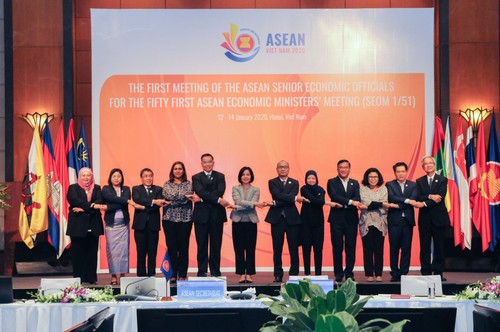 ASEAN
VIET NAM 2020
THE FIRST MEETING OF THE ASEAN SENIOR ECONOMIC OFFICIALS
FOR THE FIFTY FIRST ASEAN ECONOMIC MINISTERS' MEETING (SEOM 1/51)
12 -14 January 2020, Hanoi, Viet Nam
ASEAN SECRETARIAT